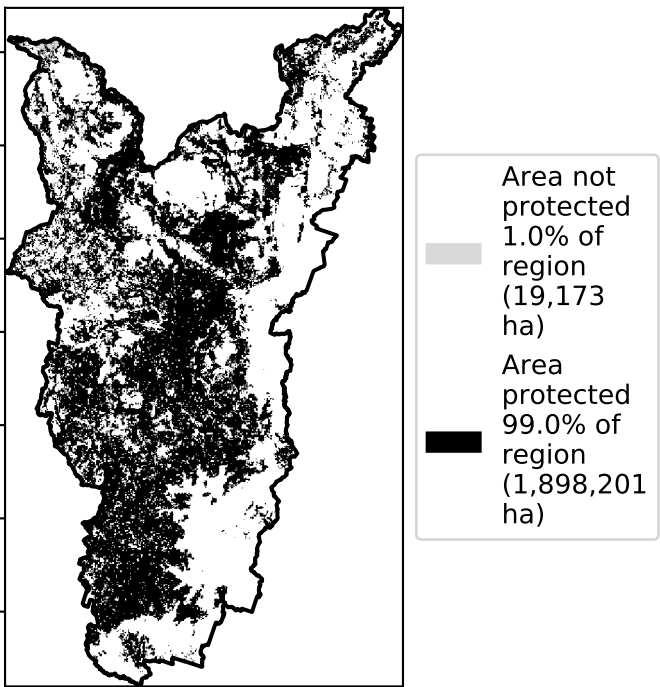 Area not
protected
1.0% of
region
(19,173
ha)
Area
protected
99.0% of
region
(1,898,201
ha)